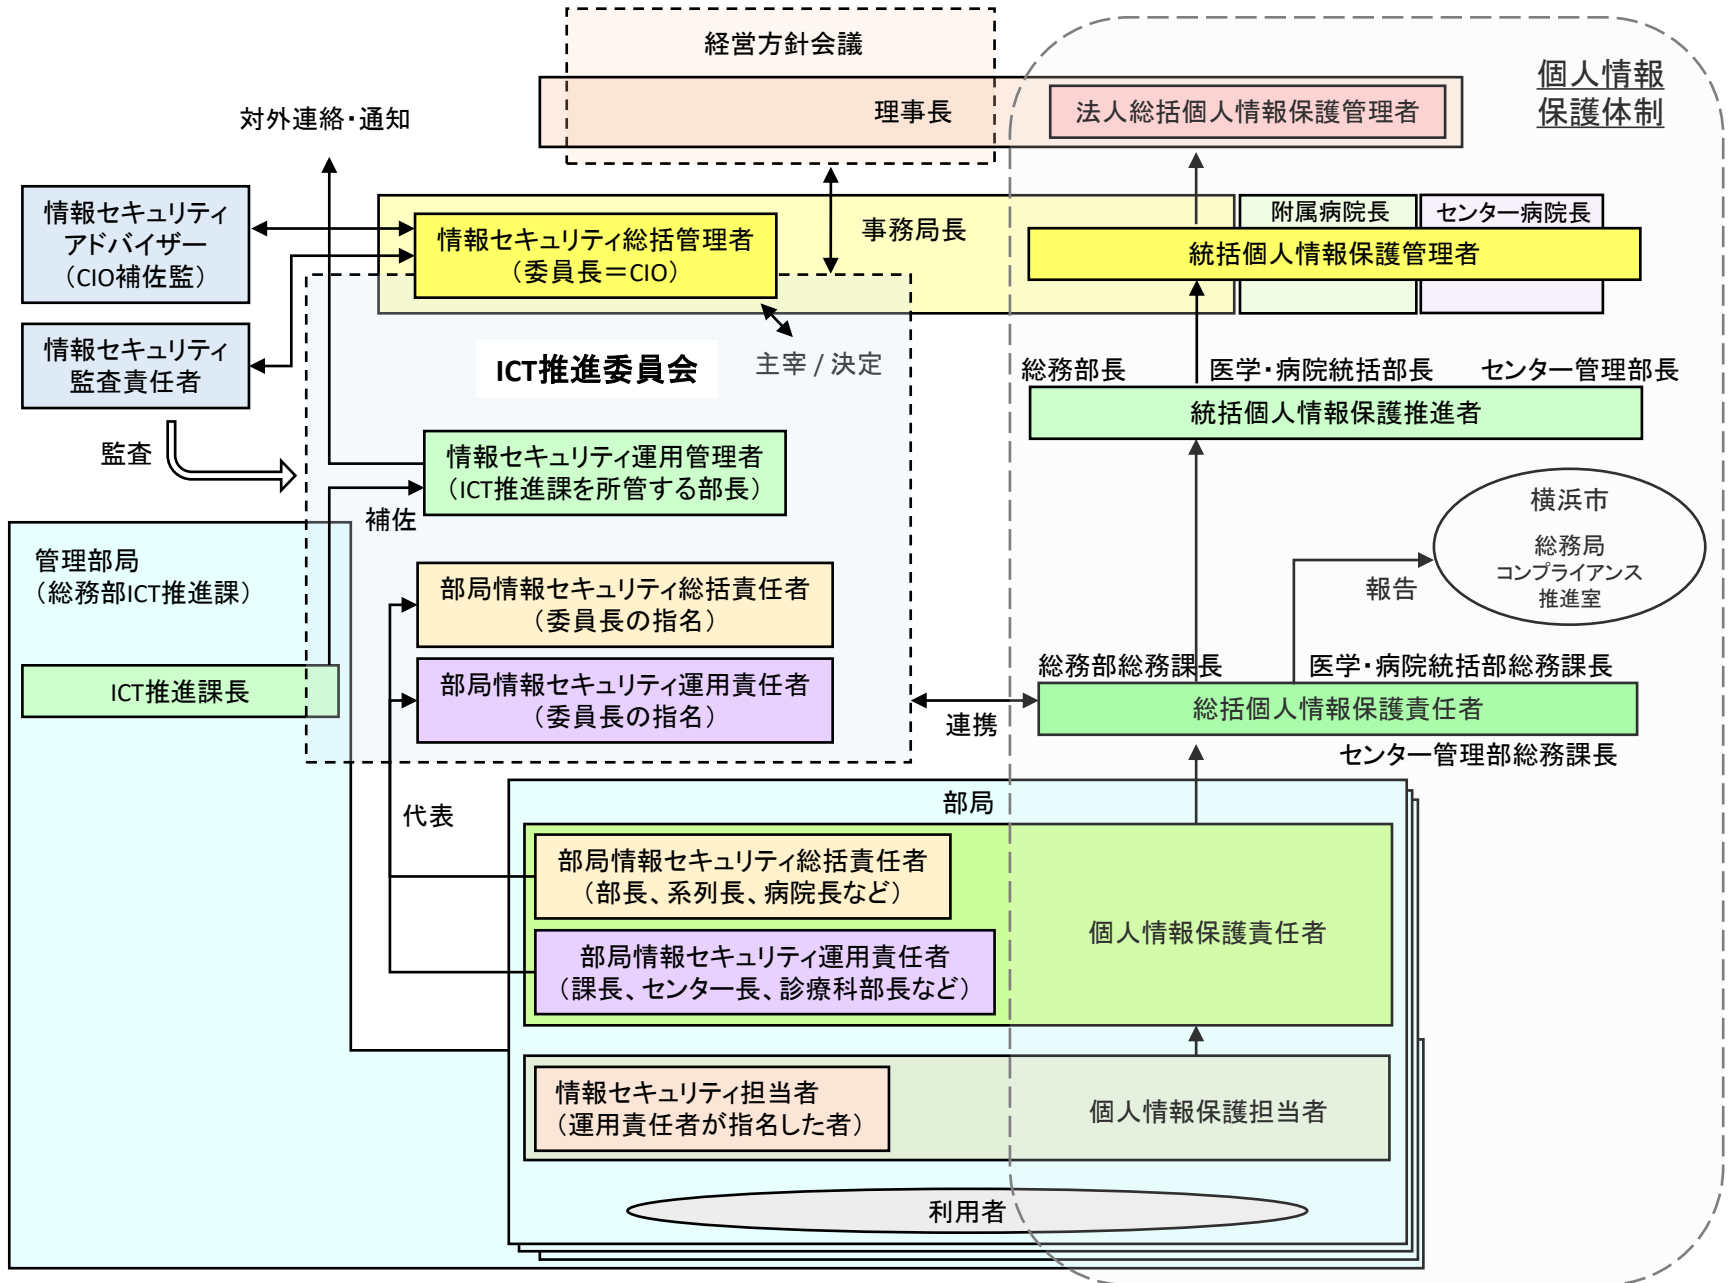 経営方針会議
理事長
法人総括個人情報保護管理者
個人情報
保護体制
対外連絡・通知
情報セキュリティ
アドバイザー
（CIO補佐監）
情報セキュリティ総括管理者
（委員長＝CIO）
事務局長
附属病院長
センター病院長
統括個人情報保護管理者
情報セキュリティ
監査責任者
ICT推進委員会
主宰 / 決定
総務部長
医学・病院統括部長
センター管理部長
統括個人情報保護推進者
監査
情報セキュリティ運用管理者
（ICT推進課を所管する部長）
補佐
横浜市
総務局
コンプライアンス
推進室
報告
管理部局
（総務部ICT推進課）
部局情報セキュリティ総括責任者
（委員長の指名）
ICT推進課長
部局情報セキュリティ運用責任者
（委員長の指名）
連携
総務部総務課長
医学・病院統括部総務課長
総括個人情報保護責任者
センター管理部総務課長
代表
部局
部局情報セキュリティ総括責任者
（部長、系列長、病院長など）
個人情報保護責任者
部局情報セキュリティ運用責任者
（課長、センター長、診療科部長など）
情報セキュリティ担当者
（運用責任者が指名した者）
個人情報保護担当者
利用者